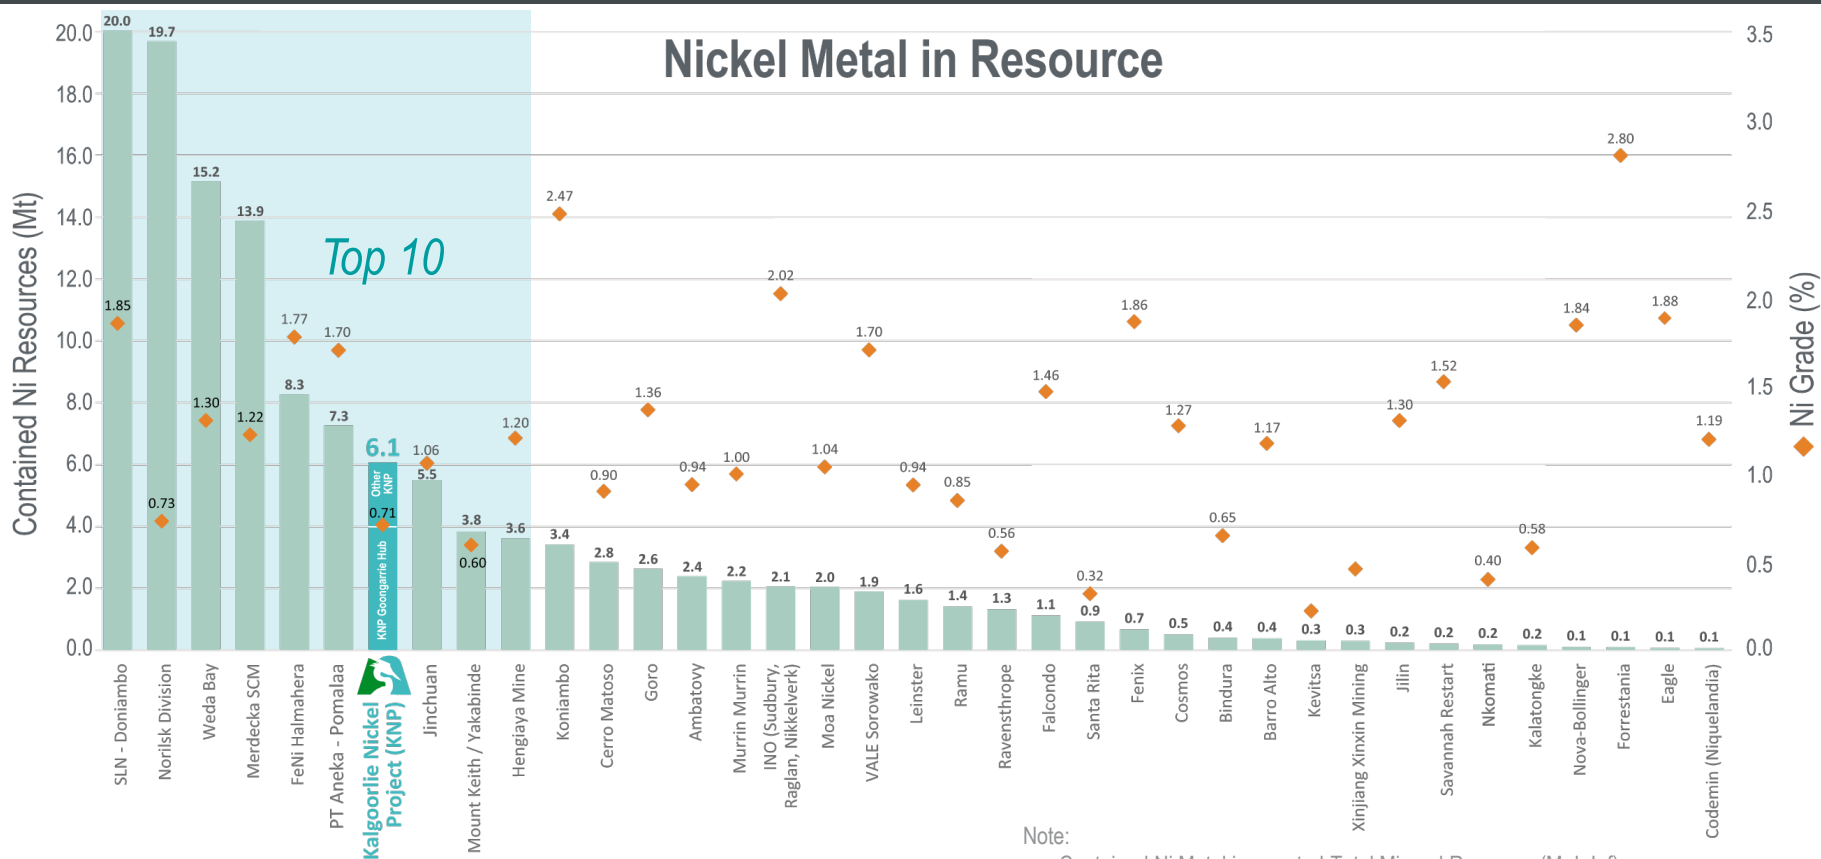 Nickel Metal in Resource
Top 10
Contained Ni Resources (Mt)
20.0
18.0
16.0
14.0
12.0
10.0
8.0
6.0
4.0
2.0
0.0
Ni Grade (%)
3.5
3.0
2.5
2.0
1.5
1.0
0.5
0.0
20.0
19.7
15.2
13.9
8.3
7.3
6.1
5.5
3.8
3.6
3.4
2.8
2.6
2.4
2.2
2.1
2.0
1.9
1.6
1.4
1.3
1.1
0.9
0.7
0.5
0.4
0.4
0.3
0.3
0.2
0.2
0.2
0.2
0.1
0.1
0.1
0.1
1.85
0.73
1.30
1.22
1.77
1.70
0.71
1.06
0.60
1.20
2.47
0.90
1.36
0.94
1.00
2.02
1.04
1.70
0.94
0.85
0.56
1.46
0.32
1.86
1.27
0.65
1.17
1.30
1.52
0.40
0.58
1.84
2.80
1.88
1.19
Other
KNP
KNP Goongarrie Hub
SLN - Doniambo
Norilsk Division
Weda Bay
Merdecka SCM
FeNi Halmahera
PT Aneka - Pomalaa
Kalgoorlie Nickel
Project (KNP)
Jinchuan
Mount Keith / Yakabinde
Hengiaya Mine
Koniambo
Cerro Matoso
Goro
Ambatovy
Murrin Murrin
INO (Sudbury,
Raglan, Nikkelverk)
Moa Nickel
VALE Sorowako
Leinster
Ramu
Ravensthrope
Falcondo
Santa Rita
Fenix
Cosmos
Bindura
Barro Alto
Kevitsa
Xinjiang Xinxin Mining
Jilin
Savannah Restart
Nkomati
Kalatongke
Nova-Bollinger
Forrestania
Eagle
Codemin (Niquelandia)
Note: